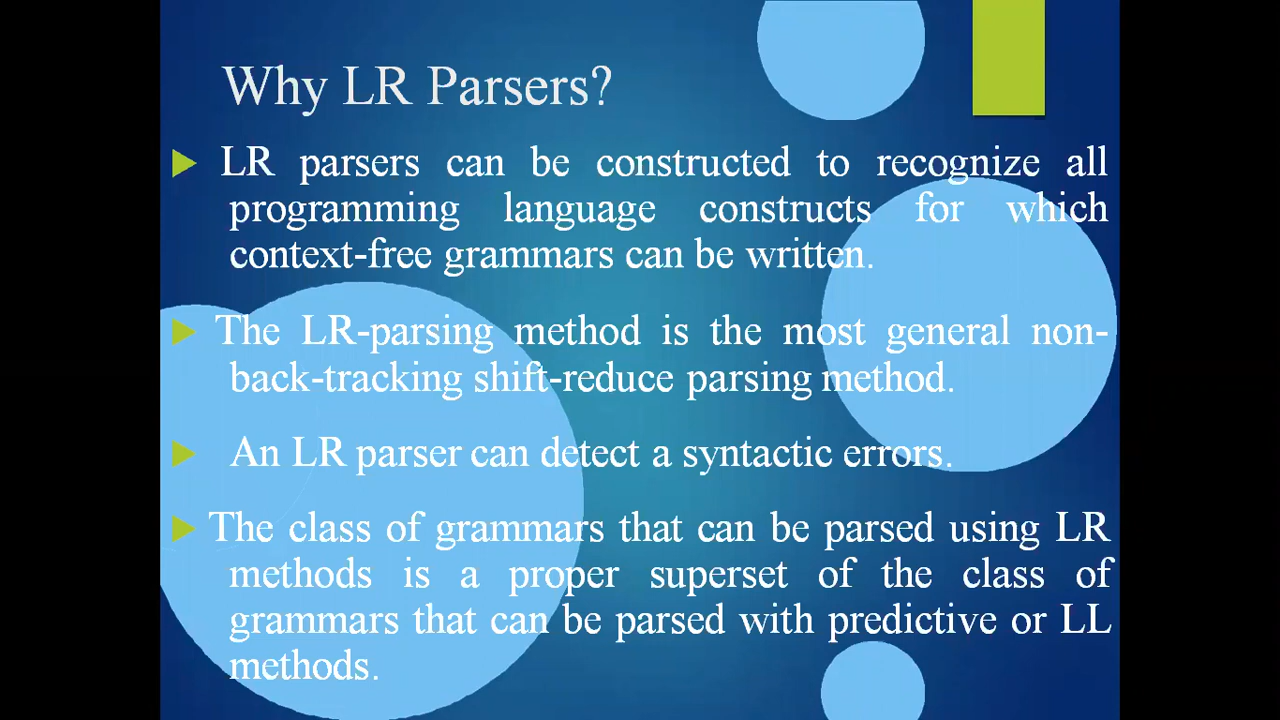 Why LR Parsers?
LR parsers can be constructed to recognize all
programming language constructs for which
context-free grammars can be written.
The LR-parsing method is the most general non-
back-tracking shift-reduce parsing method.
An LR parser can detect a syntactic errors.
The class of grammars that can be parsed using LR
methods is a proper superset of the class of
grammars that can be parsed with predictive or LL
methods.